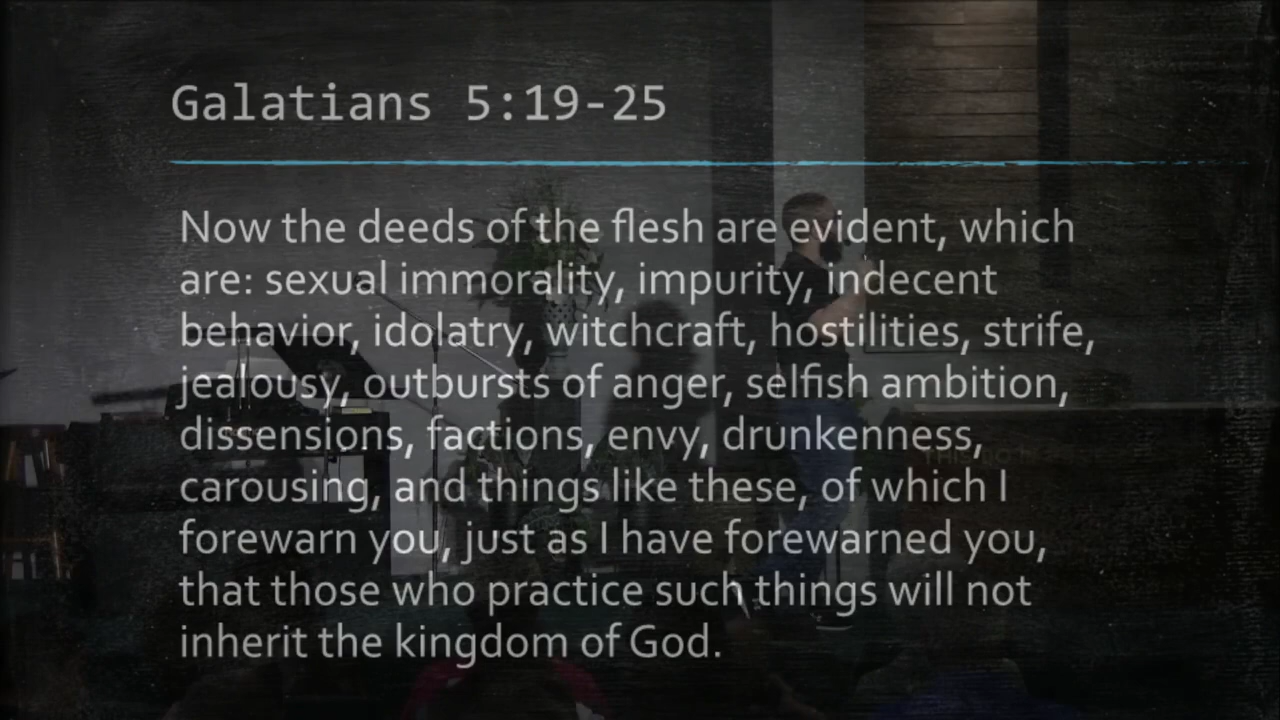 Galatians 5:19-25
Now the deeds of the flesh are evident, which
are: sexual immorality, impurity, indecent
behavior, idolatry, witchcraft, hostilities, strife,
jealousy, outbursts of anger, selfish ambition,
dissensions, factions, envy, drunkenness,
carousing, and things like these, of which I
forewarn you, just as I have forewarned you,
that those who practice such things will not
inherit the kingdom of God.